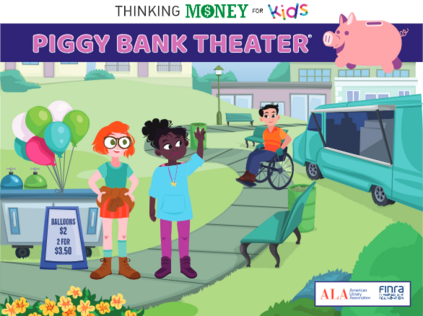 THINKING MONEY FOR KidS
PIGGY BANK THEATER®
BALLOONS
$2
2 FOR
$3.50
ALA American Library Association
Finra